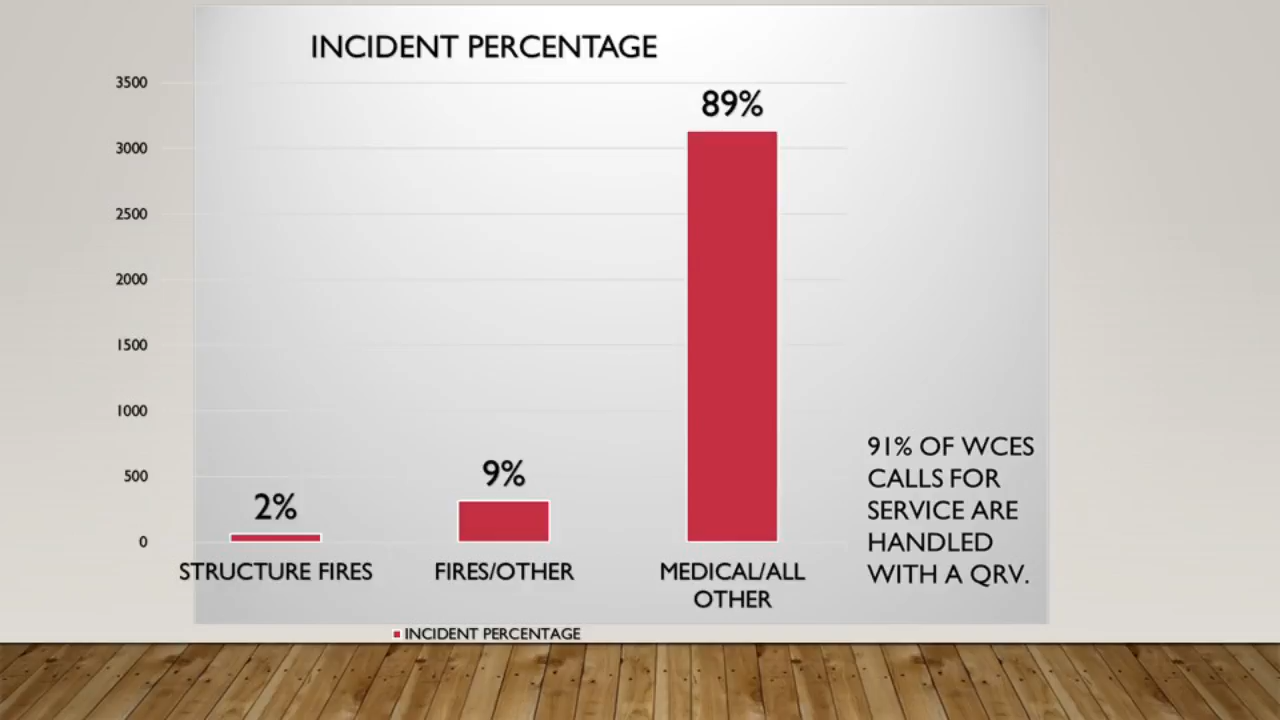 INCIDENT PERCENTAGE
3500
89%
3000
2500
2000
1500
1000
91% OF WCES
CALLS FOR
SERVICE ARE
HANDLED
WITH A QRV.
500
9%
2%
0
STRUCTURE FIRES
FIRES/OTHER
MEDICAL/ALL
OTHER
INCIDENT PERCENTAGE